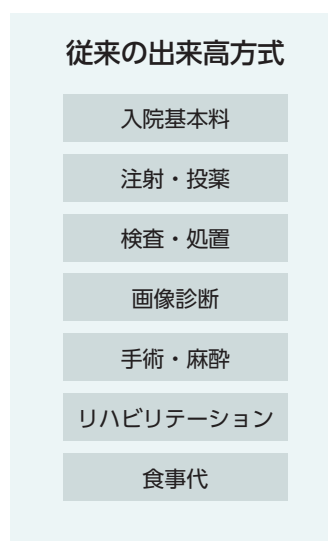 従来の出来高方式
入院基本料
注射・投薬
検査・処置
画像診断
手術・麻酔
リハビリテーション
食事代